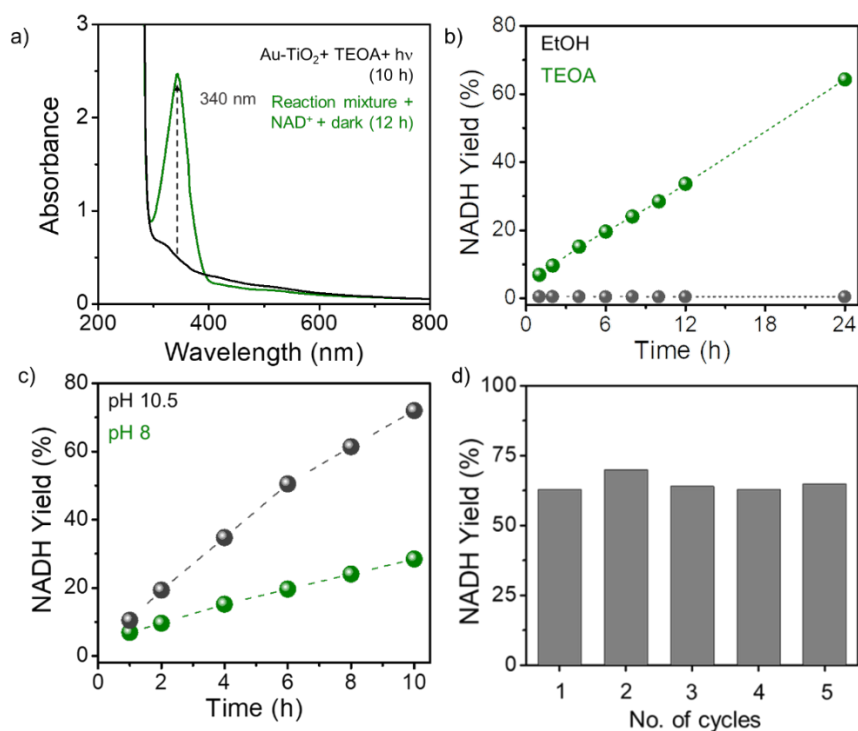 a)
Absorbance
3
2
1
0
Au-TiO₂+ TEOA+ hν
(10 h)
340 nm
Reaction mixture +
NAD⁺ + dark (12 h)
200
400
600
800
Wavelength (nm)
b)
NADH Yield (%)
80
60
40
20
0
EtOH
TEOA
0
6
12
18
24
Time (h)
c)
NADH Yield (%)
80
60
40
20
0
pH 10.5
pH 8
0
2
4
6
8
10
Time (h)
d)
NADH Yield (%)
100
75
50
25
0
1
2
3
4
5
No. of cycles